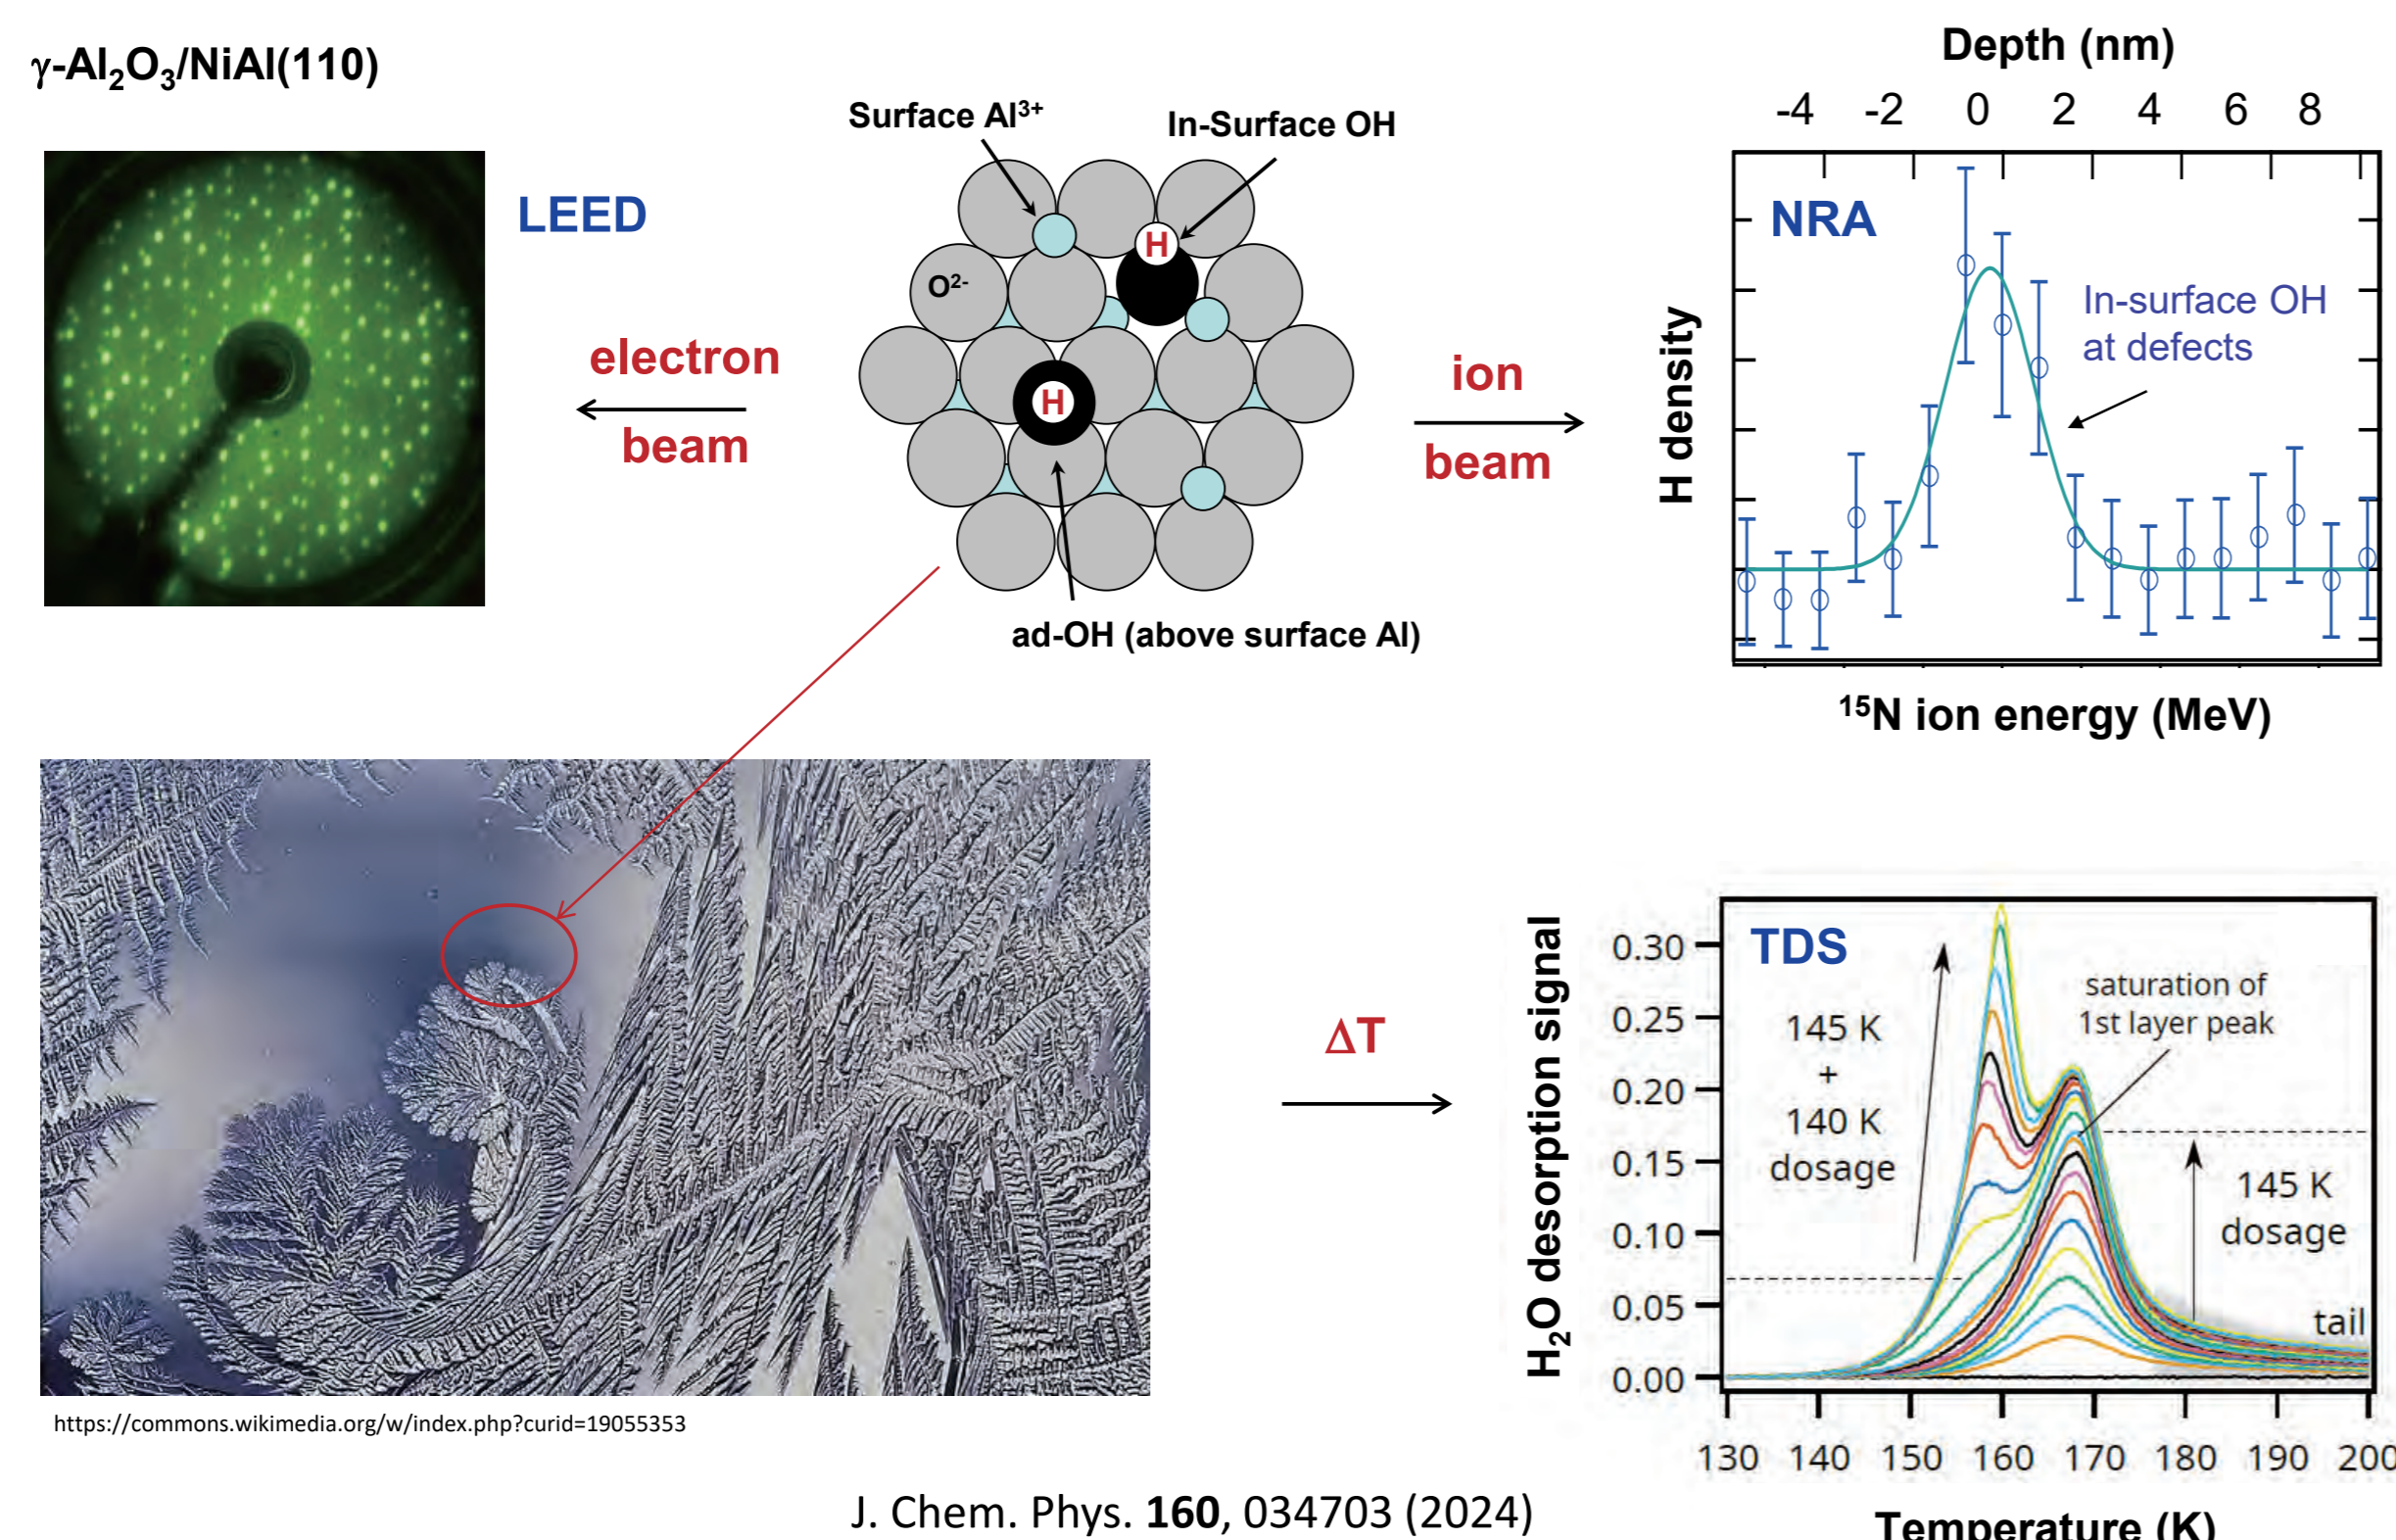 γ-Al₂O₃/NiAl(110)
LEED
electron
beam
Surface Al³⁺
In-Surface OH
H
O²⁻
H
ad-OH (above surface Al)
ion
beam
Depth (nm)
-4 -2 0 2 4 6 8
NRA
In-surface OH
at defects
H density
¹⁵N ion energy (MeV)
https://commons.wikimedia.org/w/index.php?curid=19055353
ΔT
H₂O desorption signal
0.30
0.25
0.20
0.15
0.10
0.05
0.00
TDS
145 K
+
140 K
dosage
saturation of
1st layer peak
145 K
dosage
tail
130 140 150 160 170 180 190 200
Temperature (K)
J. Chem. Phys. 160, 034703 (2024)